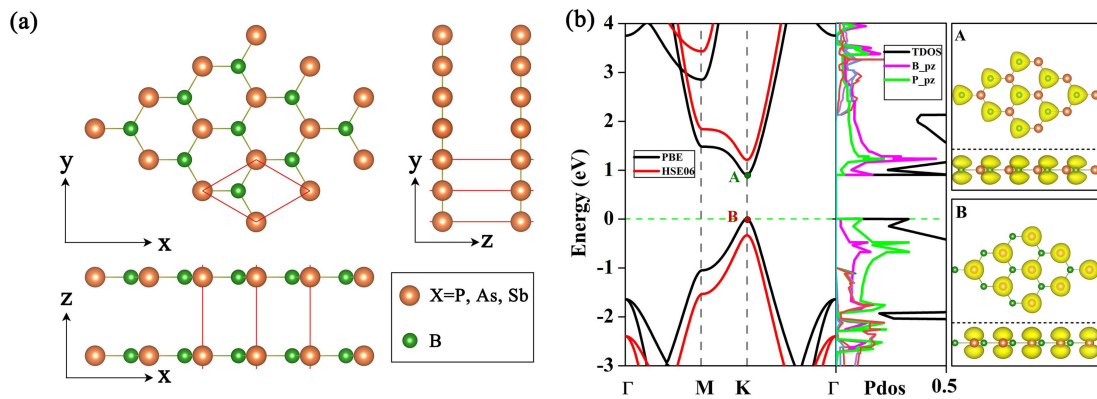 (a)
y
x
y
z
z
x
X=P, As, Sb
B
(b)
Energy (eV)
4
3
2
1
0
-1
-2
-3
PBE
HSE06
A
B
Γ
M
K
Γ
TDOS
B_pz
P_pz
Pdos
0.5
A
B